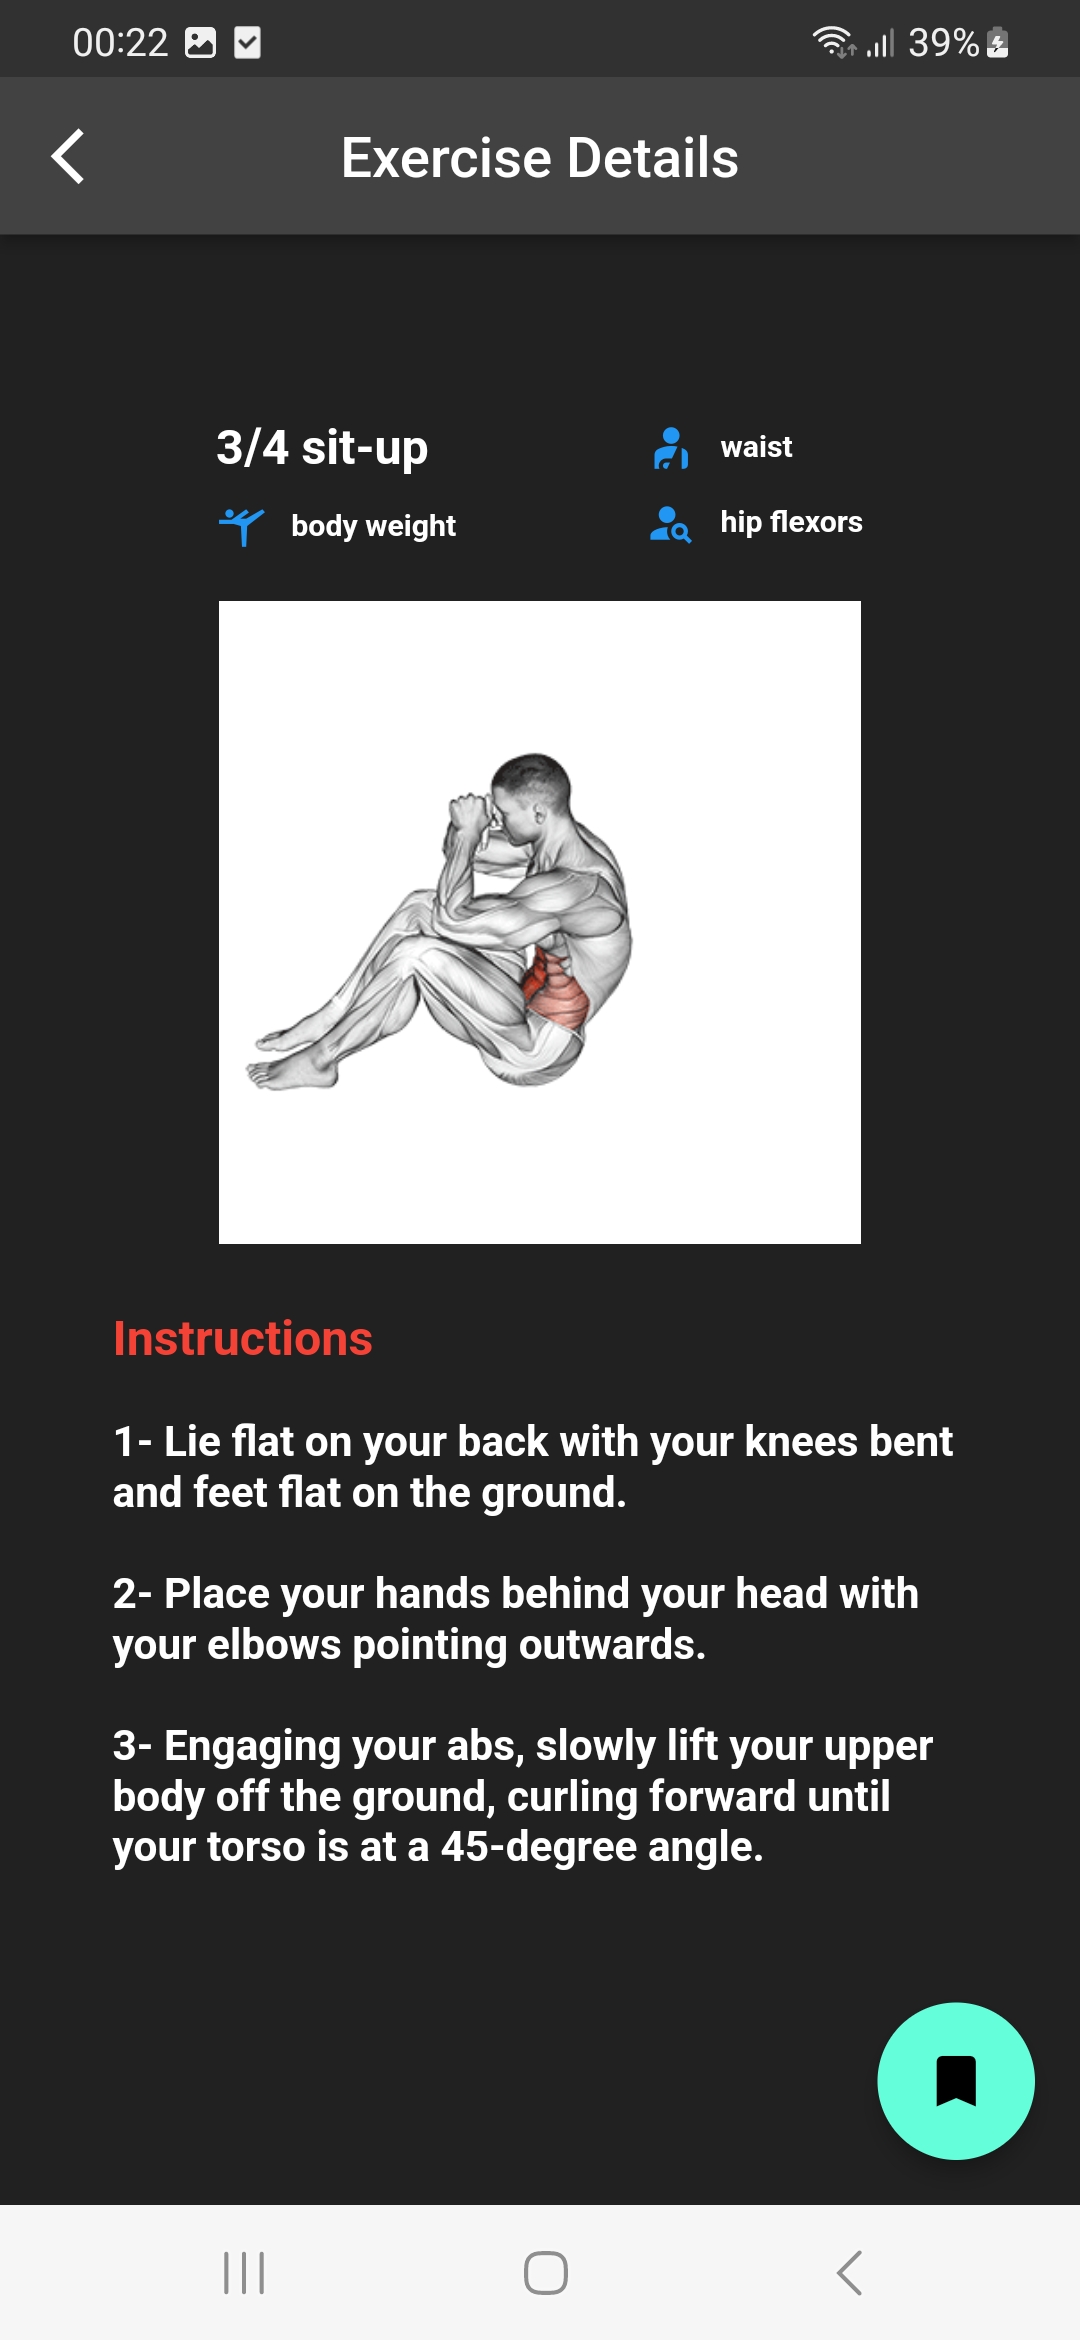 00:22
39%
Exercise Details
3/4 sit-up
waist
body weight
hip flexors
Instructions
1- Lie flat on your back with your knees bent
and feet flat on the ground.
2- Place your hands behind your head with
your elbows pointing outwards.
3- Engaging your abs, slowly lift your upper
body off the ground, curling forward until
your torso is at a 45-degree angle.